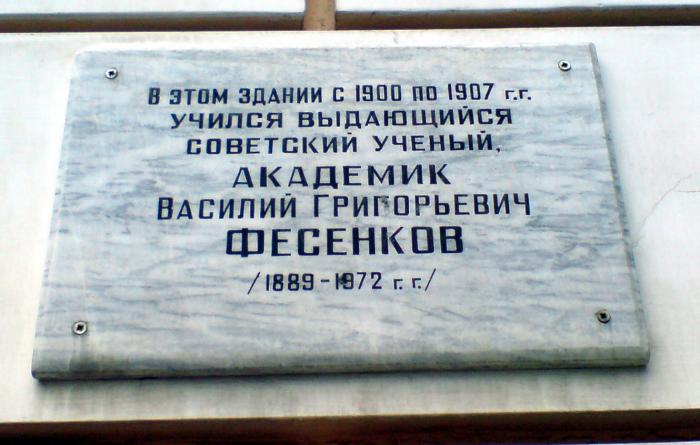 В ЭТОМ ЗДАНИИ С 1900 ПО 1907 г.г.
УЧИЛСЯ ВЫДАЮЩИЙСЯ
СОВЕТСКИЙ УЧЕНЫЙ,
АКАДЕМИК
ВАСИЛИЙ ГРИГОРЬЕВИЧ
ФЕСЕНКОВ
/1889-1972 г. г./